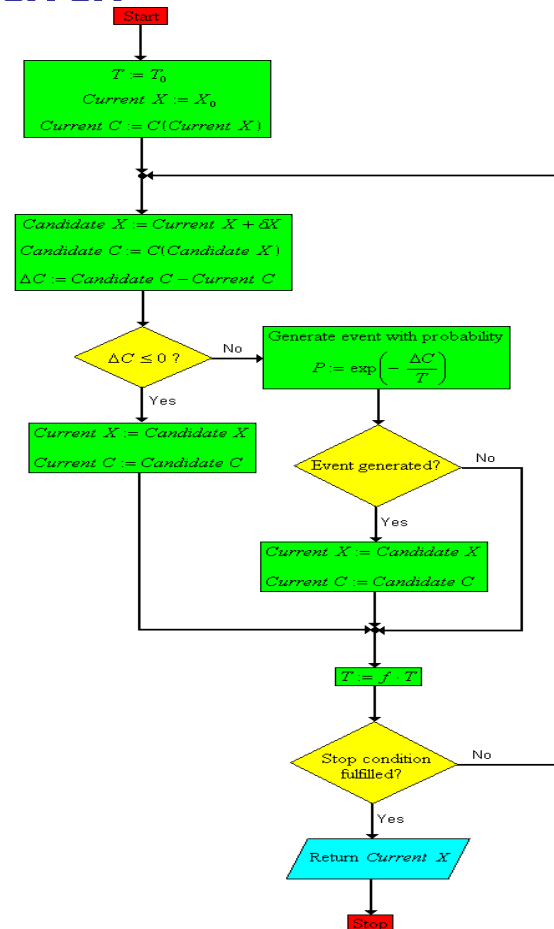 Start
T := T₀
Current X := X₀
Current C := C(Current X)
Candidate X := Current X + δX
Candidate C := C(Candidate X)
ΔC := Candidate C − Current C
ΔC ≤ 0 ?
No
Yes
Generate event with probability
P := exp(− ΔC/T)
Current X := Candidate X
Current C := Candidate C
Event generated?
No
Yes
Current X := Candidate X
Current C := Candidate C
T := f · T
Stop condition
fulfilled?
No
Yes
Return Current X
Stop